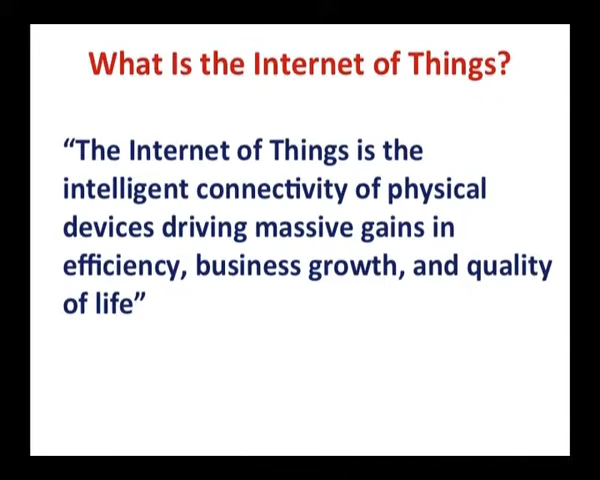 What Is the Internet of Things?
“The Internet of Things is the
intelligent connectivity of physical
devices driving massive gains in
efficiency, business growth, and quality
of life”